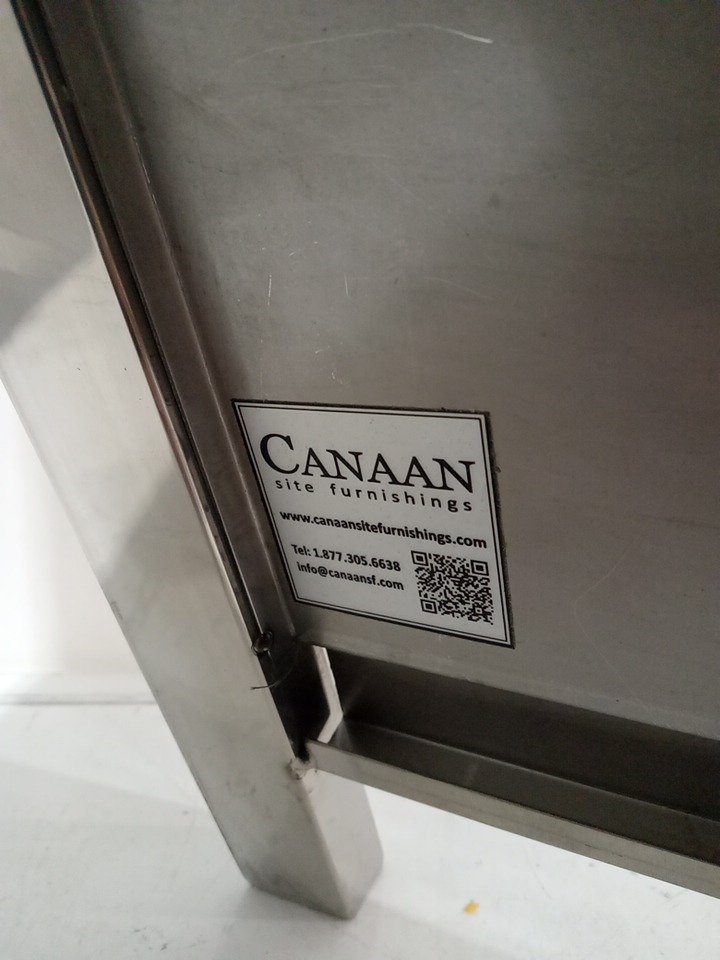 CANAAN
site furnishings
www.canaansitefurnishings.com
Tel: 1.877.305.6638
info@canaansf.com